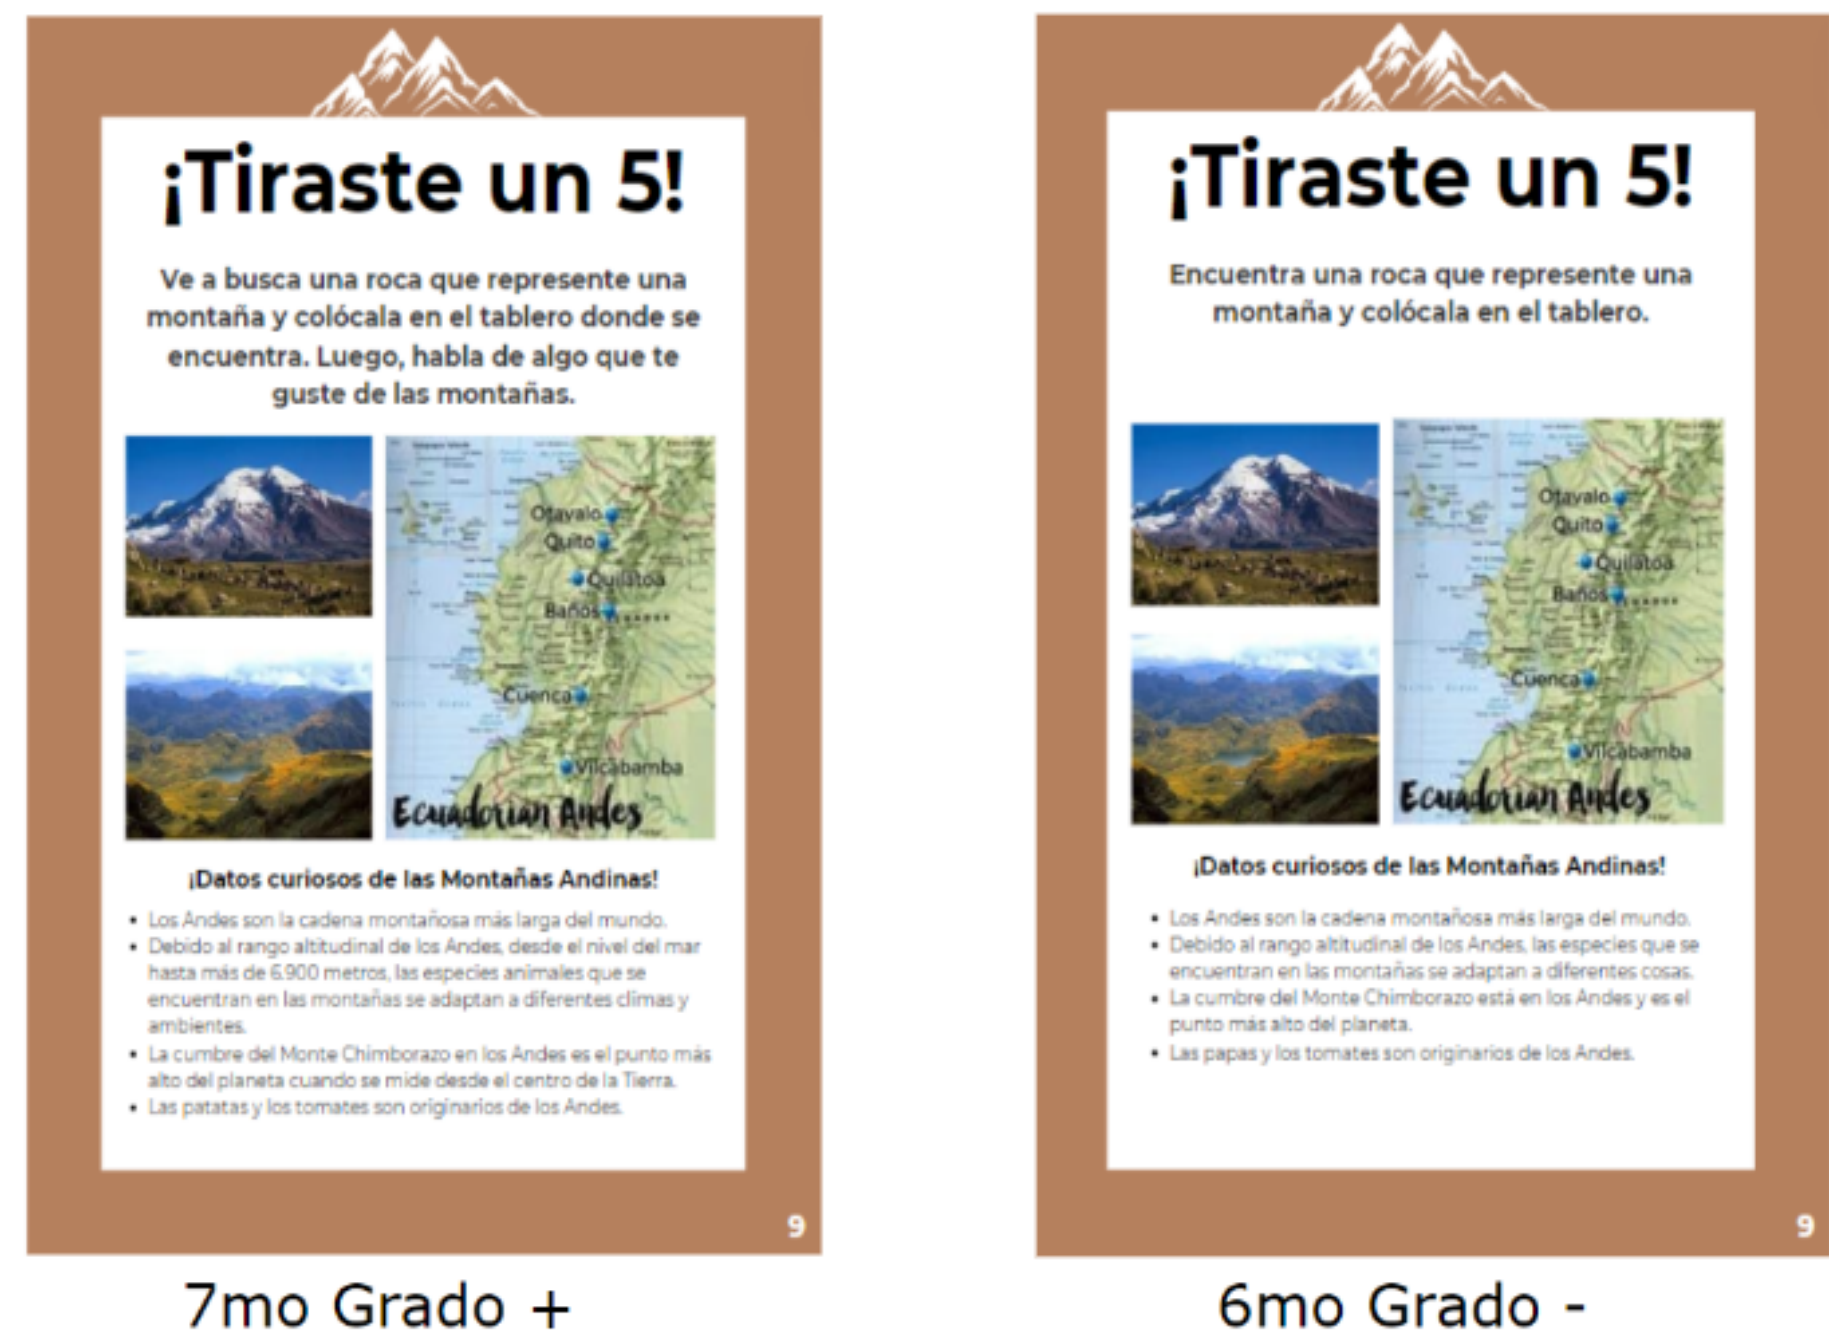 ¡Tiraste un 5!
Ve a busca una roca que represente una
montaña y colócala en el tablero donde se
encuentra. Luego, habla de algo que te
guste de las montañas.
Otavalo
Quito
Quilatoa
Baños
Cuenca
Vilcabamba
Ecuadorian Andes
¡Datos curiosos de las Montañas Andinas!
• Los Andes son la cadena montañosa más larga del mundo.
• Debido al rango altitudinal de los Andes, desde el nivel del mar
hasta más de 6.900 metros, las especies animales que se
encuentran en las montañas se adaptan a diferentes climas y
ambientes.
• La cumbre del Monte Chimborazo en los Andes es el punto más
alto del planeta cuando se mide desde el centro de la Tierra.
• Las patatas y los tomates son originarios de los Andes.
9
7mo Grado +
¡Tiraste un 5!
Encuentra una roca que represente una
montaña y colócala en el tablero.
Otavalo
Quito
Quilatoa
Baños
Cuenca
Vilcabamba
Ecuadorian Andes
¡Datos curiosos de las Montañas Andinas!
• Los Andes son la cadena montañosa más larga del mundo.
• Debido al rango altitudinal de los Andes, las especies que se
encuentran en las montañas se adaptan a diferentes cosas.
• La cumbre del Monte Chimborazo está en los Andes y es el
punto más alto del planeta.
• Las papas y los tomates son originarios de los Andes.
9
6mo Grado -